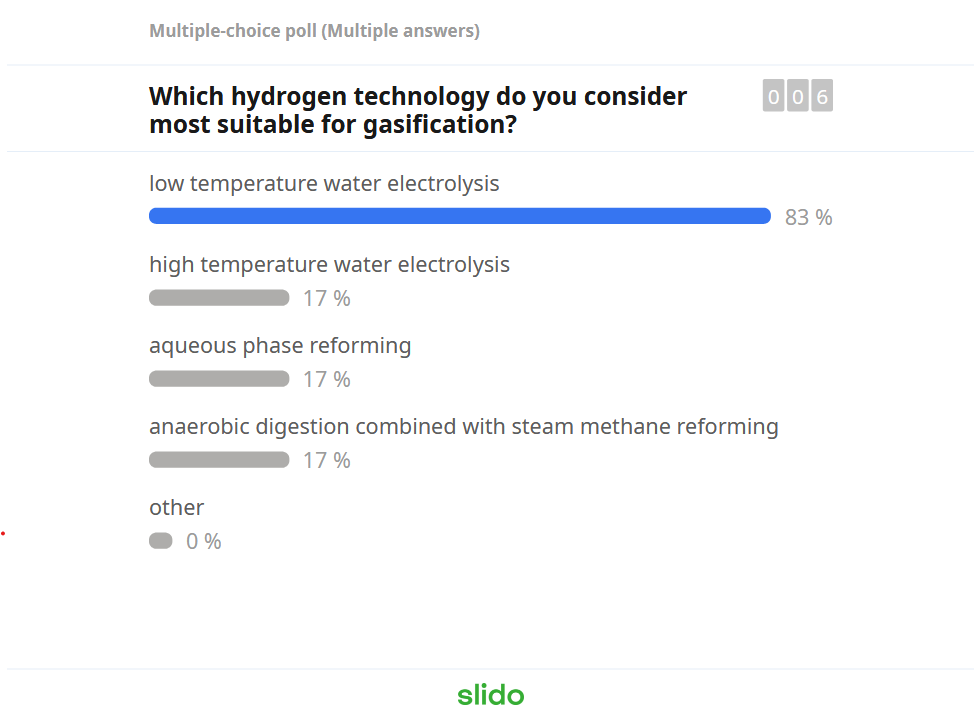 Multiple-choice poll (Multiple answers)
Which hydrogen technology do you consider
most suitable for gasification?
0 0 6
low temperature water electrolysis
83 %
high temperature water electrolysis
17 %
aqueous phase reforming
17 %
anaerobic digestion combined with steam methane reforming
17 %
other
0 %
slido